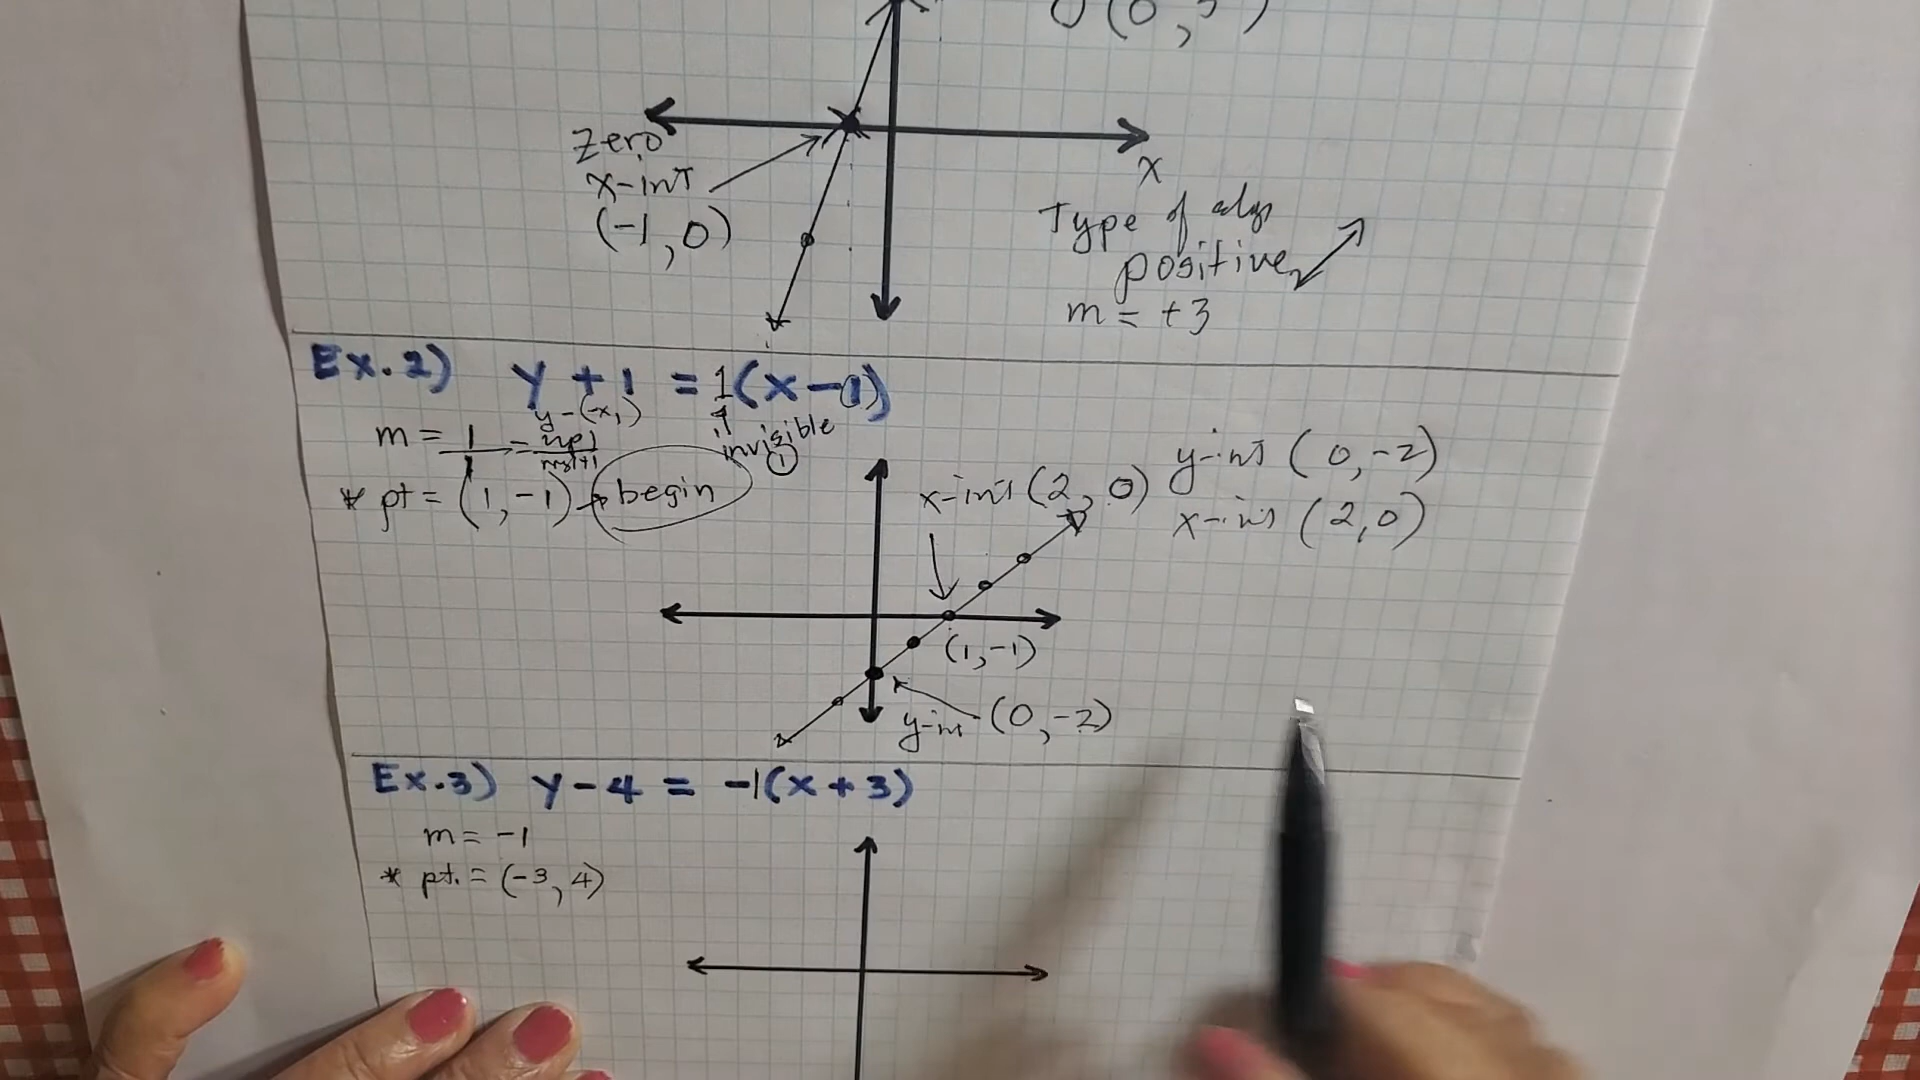 Zero
x-int
(-1,0)
x
Type of
positive
m = +3
Ex.2) y + 1 = 1(x-1)
y-(-x₁)
invisible
1
m = 1/1 = up1
* pt = (1,-1) → begin
x-int (2,0)
y-int (0,-2)
x-int (2,0)
(1,-1)
y-int (0,-2)
Ex.3) y-4 = -1(x+3)
m = -1
* pt. = (-3,4)